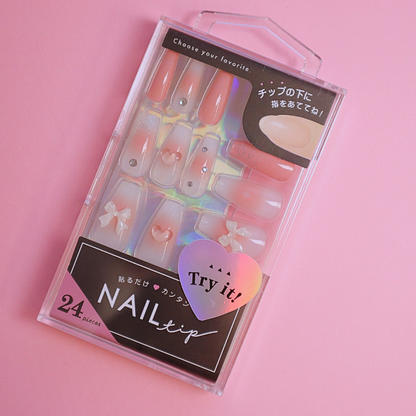 Choose your favorite
チップの下に
指をあててね!
Try it!
貼るだけ♥カンタン
NAIL
tip
24 pieces